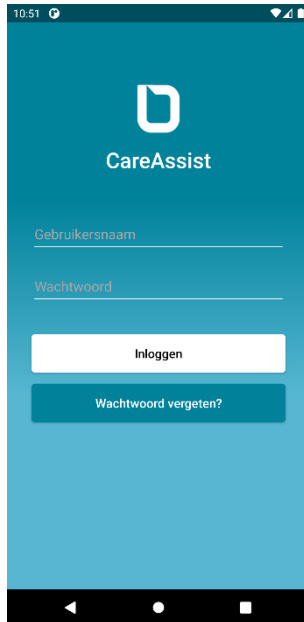 10:51
CareAssist
Gebruikersnaam
Wachtwoord
Inloggen
Wachtwoord vergeten?